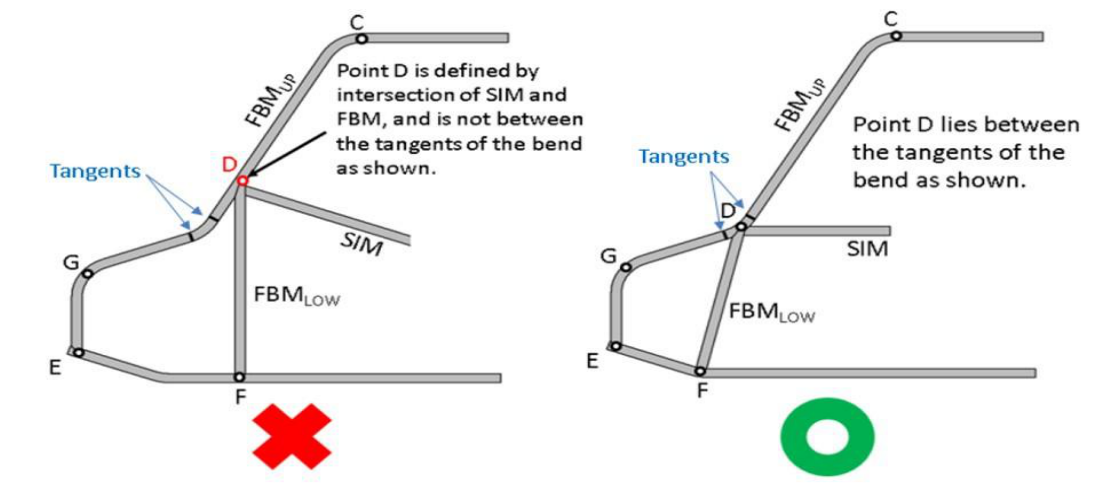 C
Point D is defined by
intersection of SIM and
FBM, and is not between
the tangents of the bend
as shown.
FBMUP
D
Tangents
SIM
G
FBMLOW
E
F
C
FBMUP
Point D lies between
the tangents of the
bend as shown.
Tangents
D
SIM
G
FBMLOW
E
F